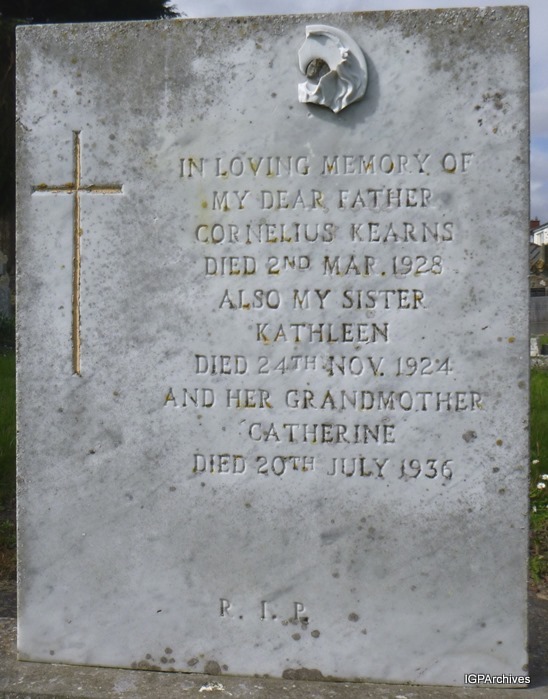 IN LOVING MEMORY OF
MY DEAR FATHER
CORNELIUS KEARNS
DIED 2ND MAR. 1928
ALSO MY SISTER
KATHLEEN
DIED 24TH NOV. 1924
AND HER GRANDMOTHER
CATHERINE
DIED 20TH JULY 1936
R. I. P.
IGPArchives